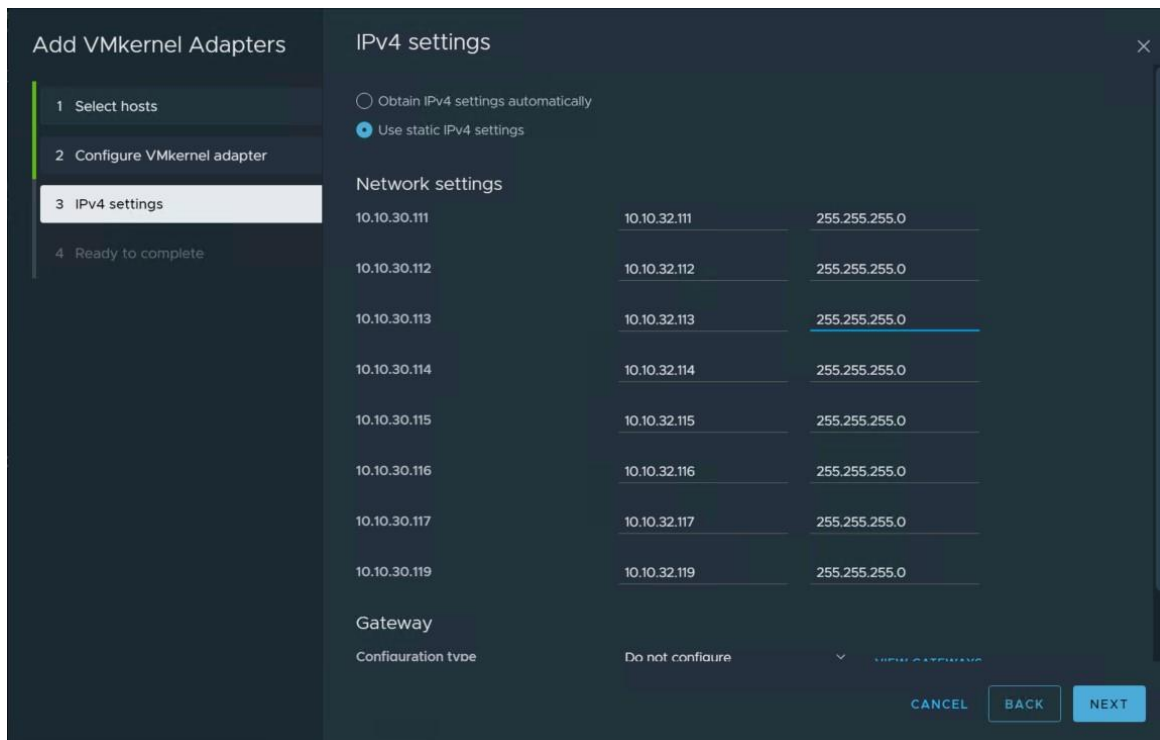 Add VMkernel Adapters
1 Select hosts
2 Configure VMkernel adapter
3 IPv4 settings
4 Ready to complete
IPv4 settings
Obtain IPv4 settings automatically
Use static IPv4 settings
Network settings
10.10.30.111 10.10.32.111 255.255.255.0
10.10.30.112 10.10.32.112 255.255.255.0
10.10.30.113 10.10.32.113 255.255.255.0
10.10.30.114 10.10.32.114 255.255.255.0
10.10.30.115 10.10.32.115 255.255.255.0
10.10.30.116 10.10.32.116 255.255.255.0
10.10.30.117 10.10.32.117 255.255.255.0
10.10.30.119 10.10.32.119 255.255.255.0
Gateway
Configuration type Do not configure VIEW GATEWAYS
CANCEL BACK NEXT